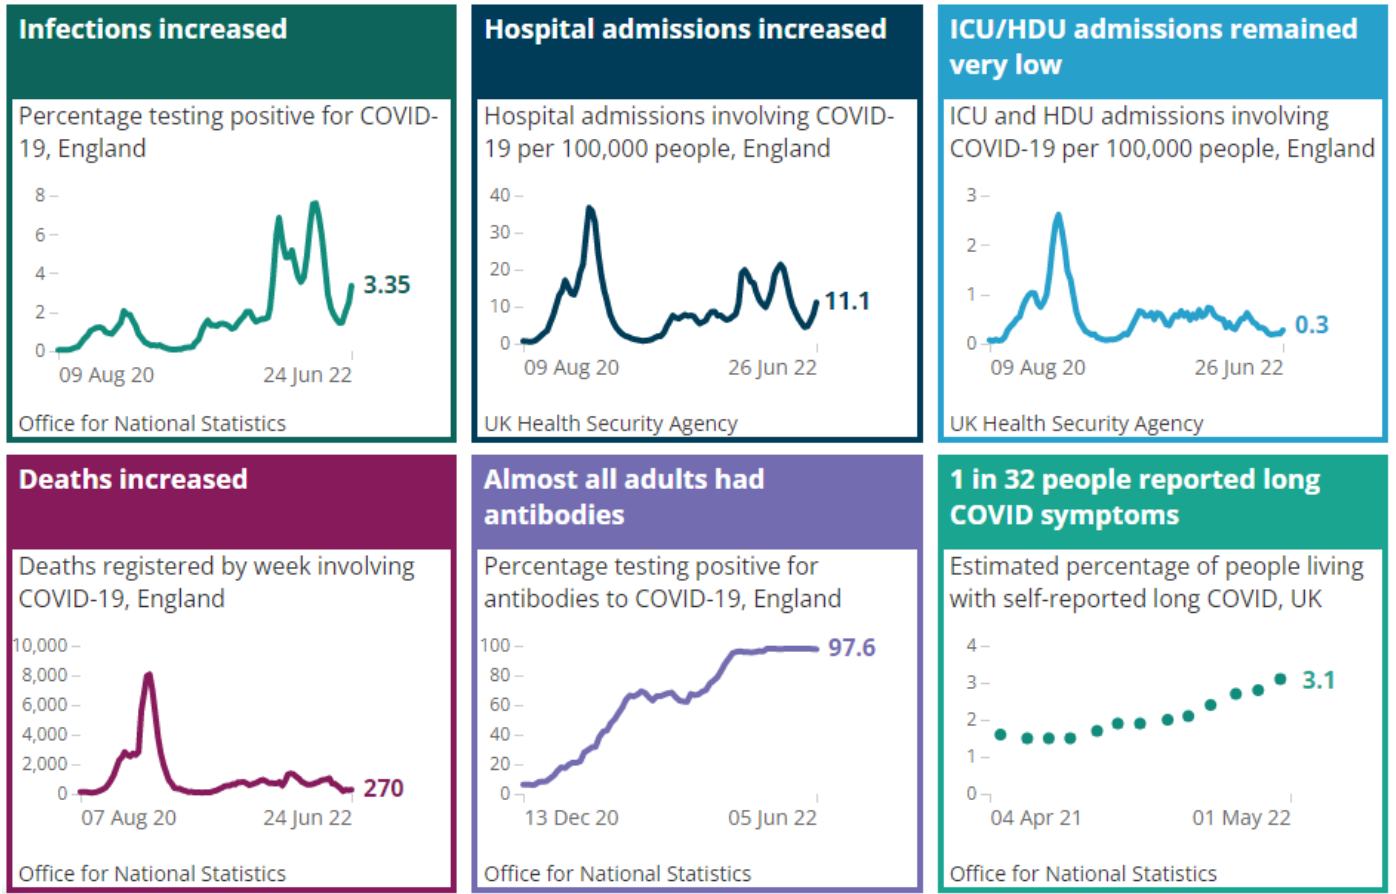 Infections increased
Percentage testing positive for COVID-
19, England
8
6
4
2
0
3.35
09 Aug 20
24 Jun 22
Office for National Statistics
Hospital admissions increased
Hospital admissions involving COVID-
19 per 100,000 people, England
40
30
20
10
0
11.1
09 Aug 20
26 Jun 22
UK Health Security Agency
ICU/HDU admissions remained
very low
ICU and HDU admissions involving
COVID-19 per 100,000 people, England
3
2
1
0
0.3
09 Aug 20
26 Jun 22
UK Health Security Agency
Deaths increased
Deaths registered by week involving
COVID-19, England
10,000
8,000
6,000
4,000
2,000
0
270
07 Aug 20
24 Jun 22
Office for National Statistics
Almost all adults had
antibodies
Percentage testing positive for
antibodies to COVID-19, England
100
80
60
40
20
0
97.6
13 Dec 20
05 Jun 22
Office for National Statistics
1 in 32 people reported long
COVID symptoms
Estimated percentage of people living
with self-reported long COVID, UK
4
3
2
1
0
3.1
04 Apr 21
01 May 22
Office for National Statistics